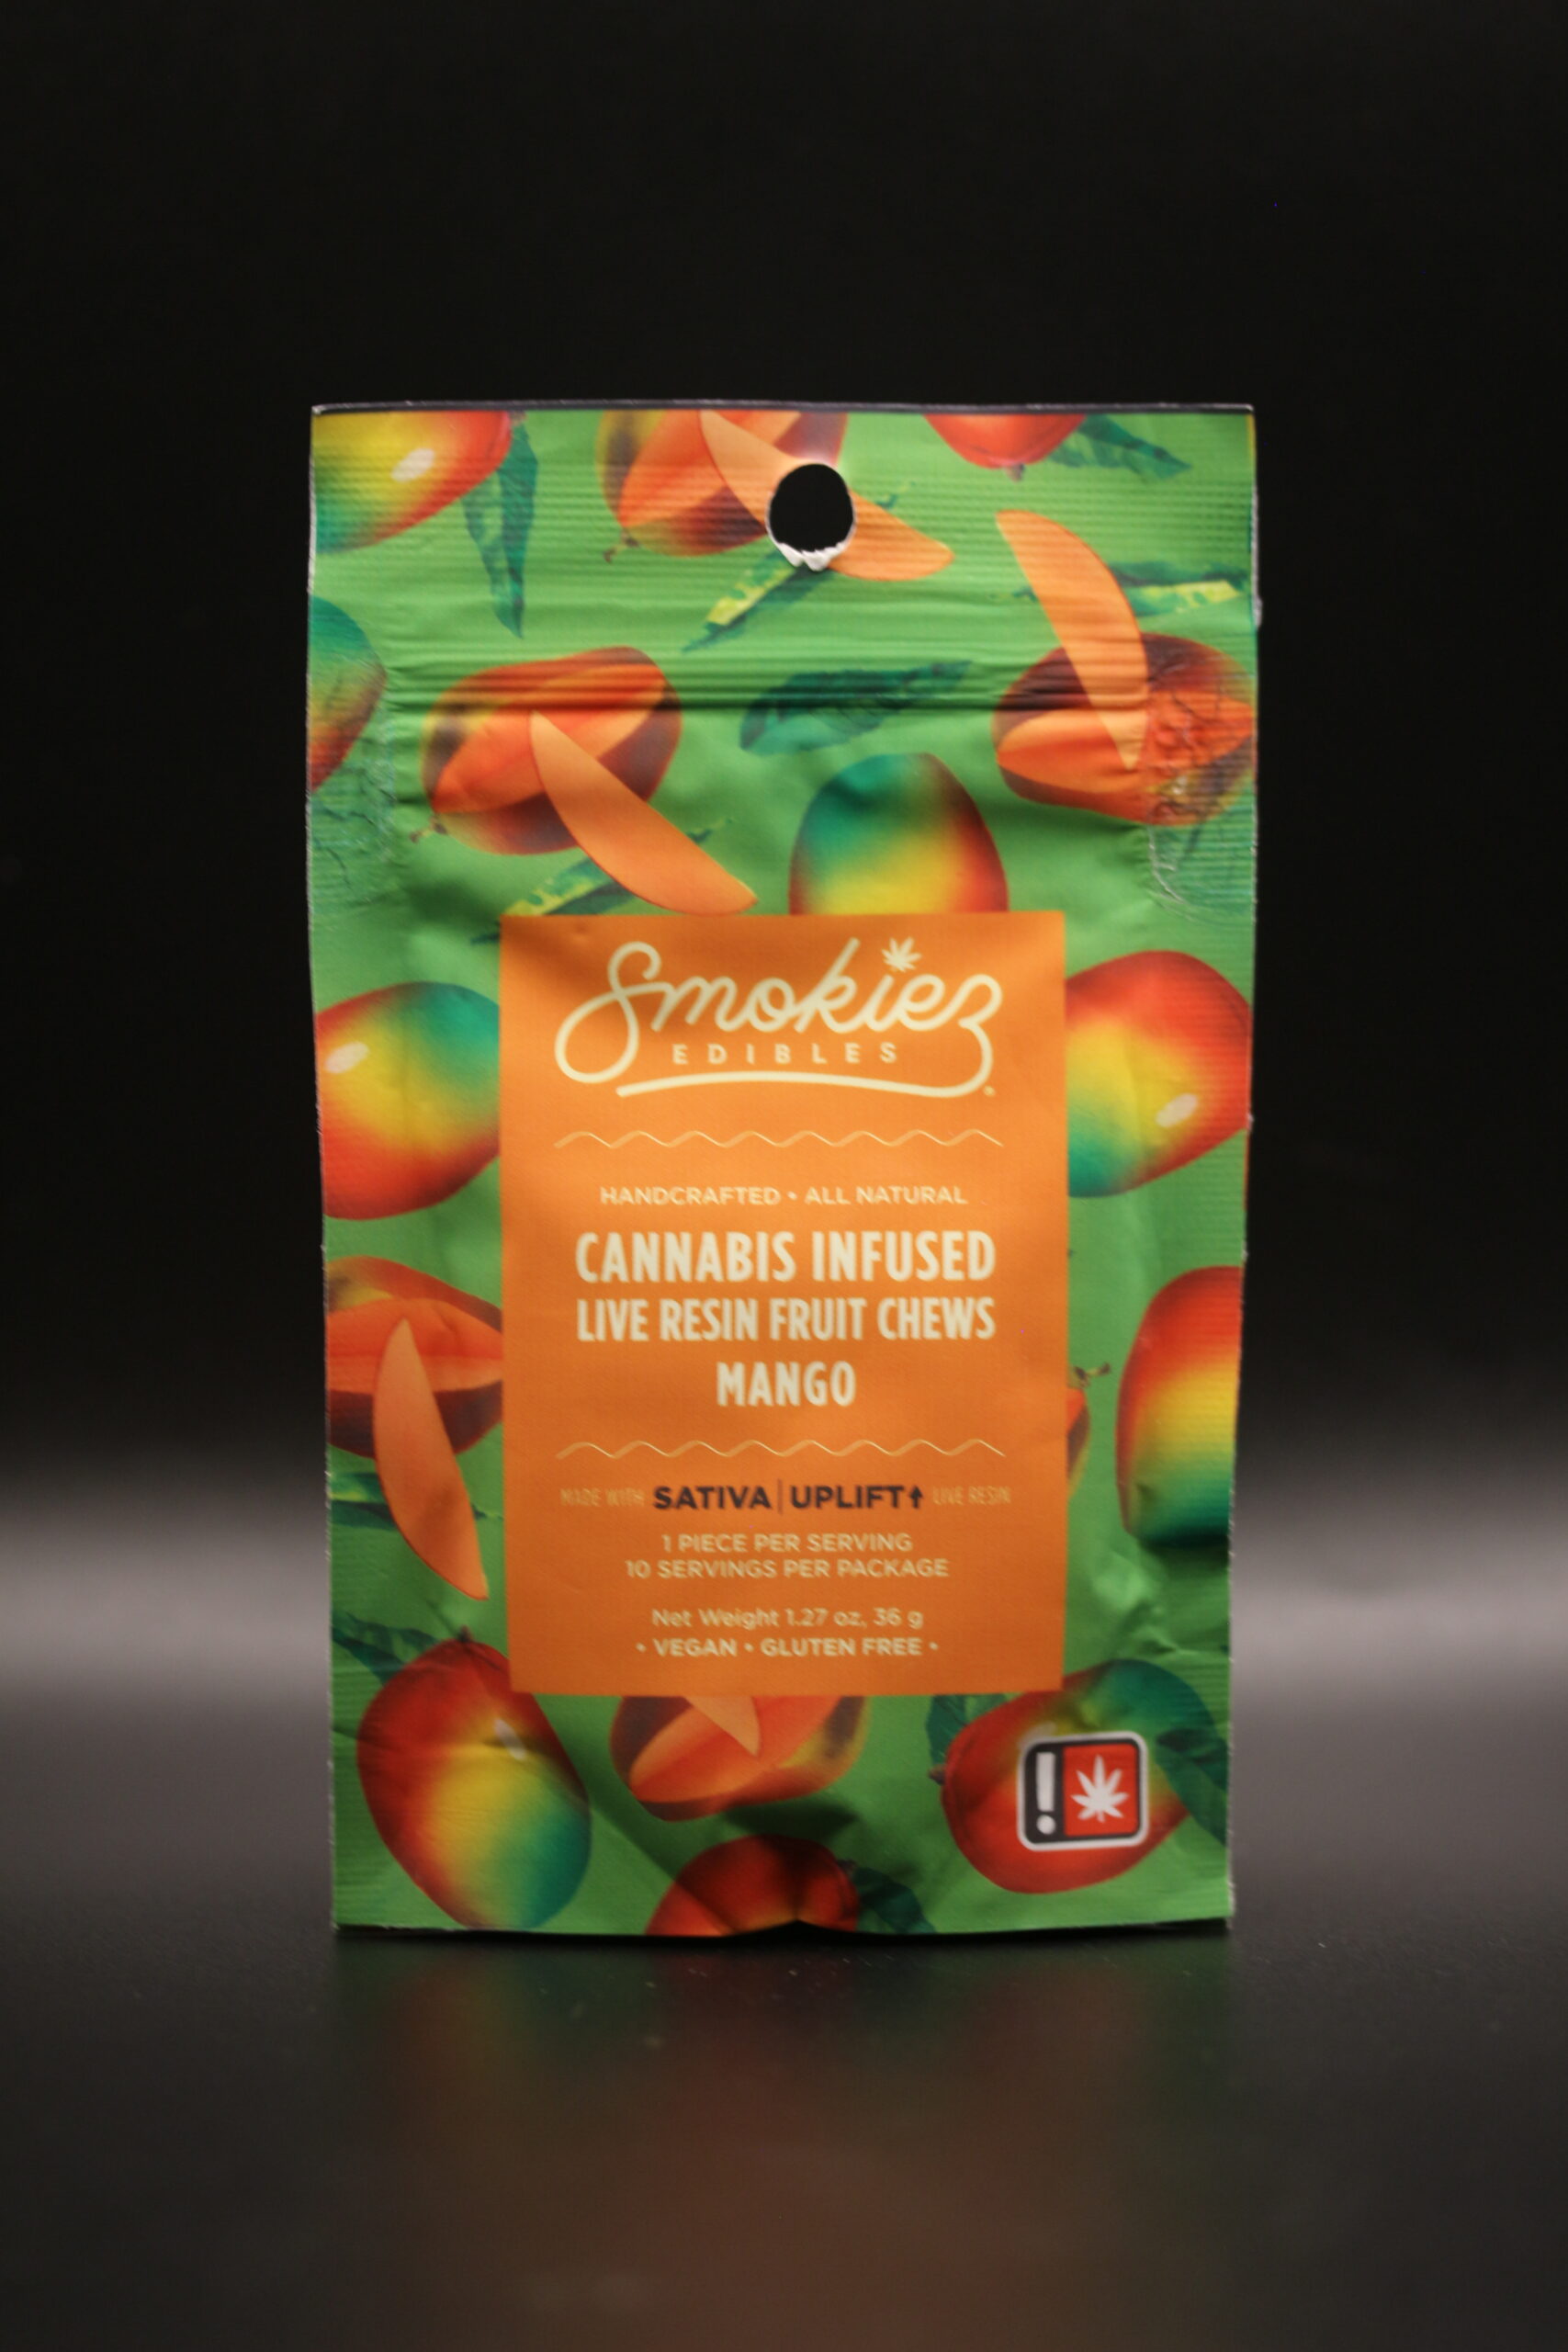 Smokiez
EDIBLES
HANDCRAFTED • ALL NATURAL
CANNABIS INFUSED
LIVE RESIN FRUIT CHEWS
MANGO
MADE WITH SATIVA | UPLIFT↑ LIVE RESIN
1 PIECE PER SERVING
10 SERVINGS PER PACKAGE
Net Weight 1.27 oz, 36 g
• VEGAN • GLUTEN FREE •
!